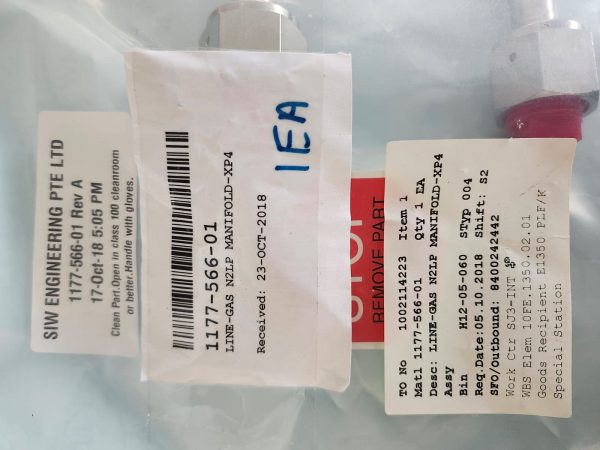 SIW ENGINEERING PTE LTD
1177-566-01 Rev A
17-Oct-18 5:05 PM
Clean Part.Open in class 100 cleanroom
or better.Handle with gloves.
1EA
1177-566-01
LINE-GAS N2LP MANIFOLD-XP4
Received: 23-OCT-2018
STOP
REMOVE PART
TO No 1002114223 Item 1
Matl 1177-566-01 Qty 1 EA
Desc: LINE-GAS N2LP MANIFOLD-XP4
Assy
Bin H12-05-060 STyp 004
Req.Date:05.10.2018 Shift: S2
SFO/Outbound: 8400242442
Work Ctr SJ3-INT
WBS Elem 10FE.1350.02.01
Goods Recipient E1350 PLF/K
Special Station